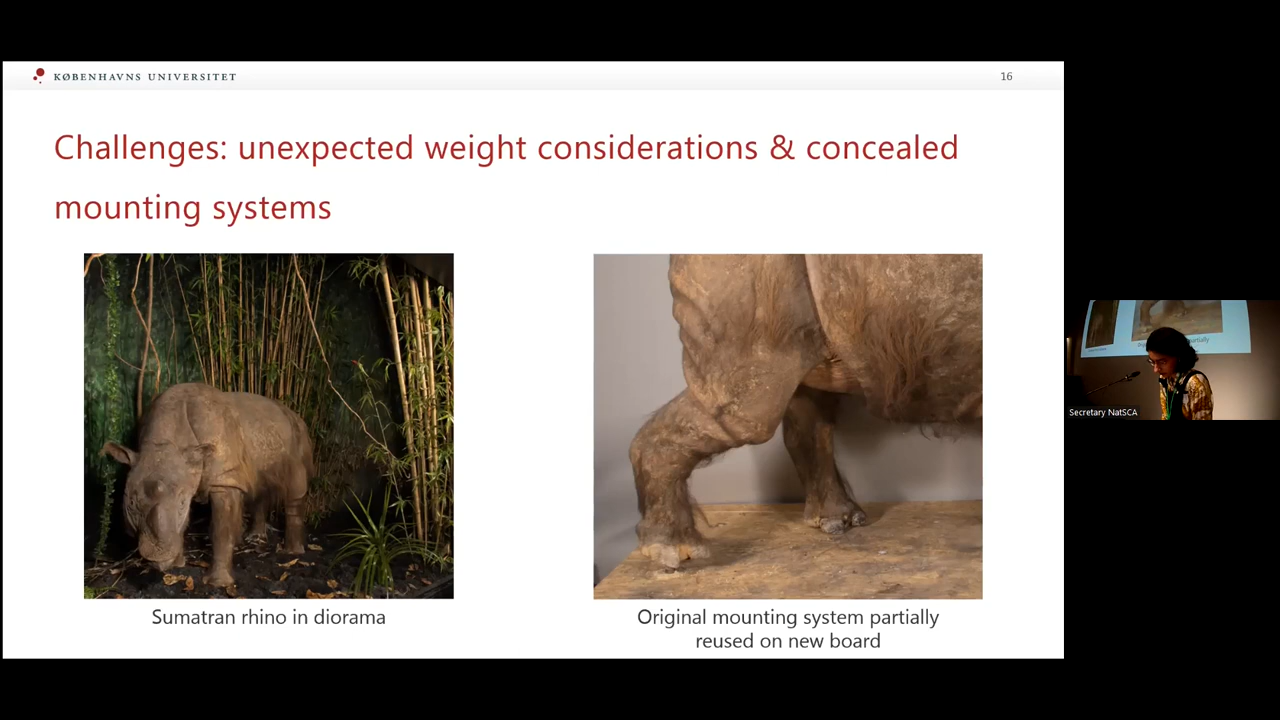 KØBENHAVNS UNIVERSITET
16
Challenges: unexpected weight considerations & concealed
mounting systems
Sumatran rhino in diorama
Original mounting system partially
reused on new board
Secretary NatSCA